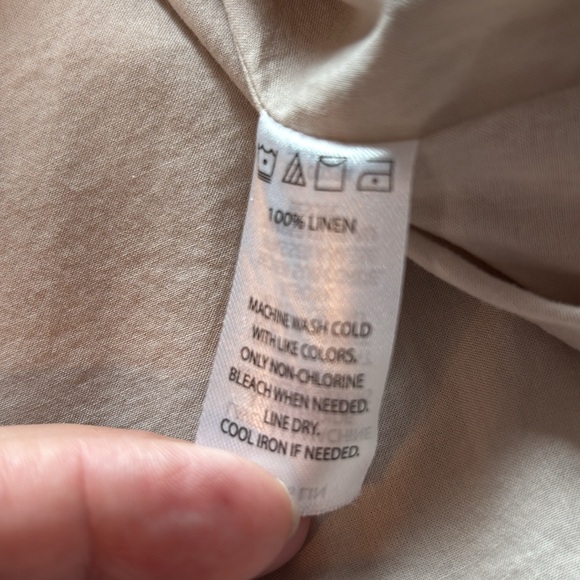 100% LINEN
MACHINE WASH COLD
WITH LIKE COLORS.
ONLY NON-CHLORINE
BLEACH WHEN NEEDED.
LINE DRY.
COOL IRON IF NEEDED.